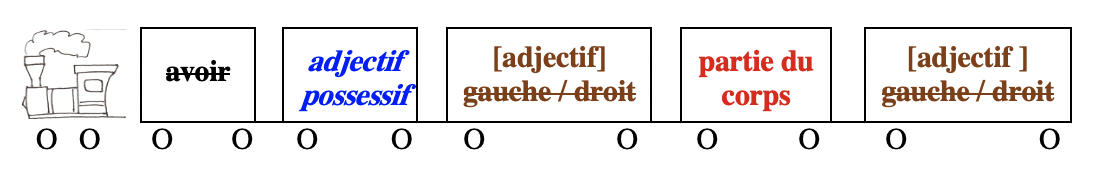 avoir
adjectif
possessif
[adjectif]
gauche / droit
partie du
corps
[adjectif ]
gauche / droit
O O O O O O O O O O O O